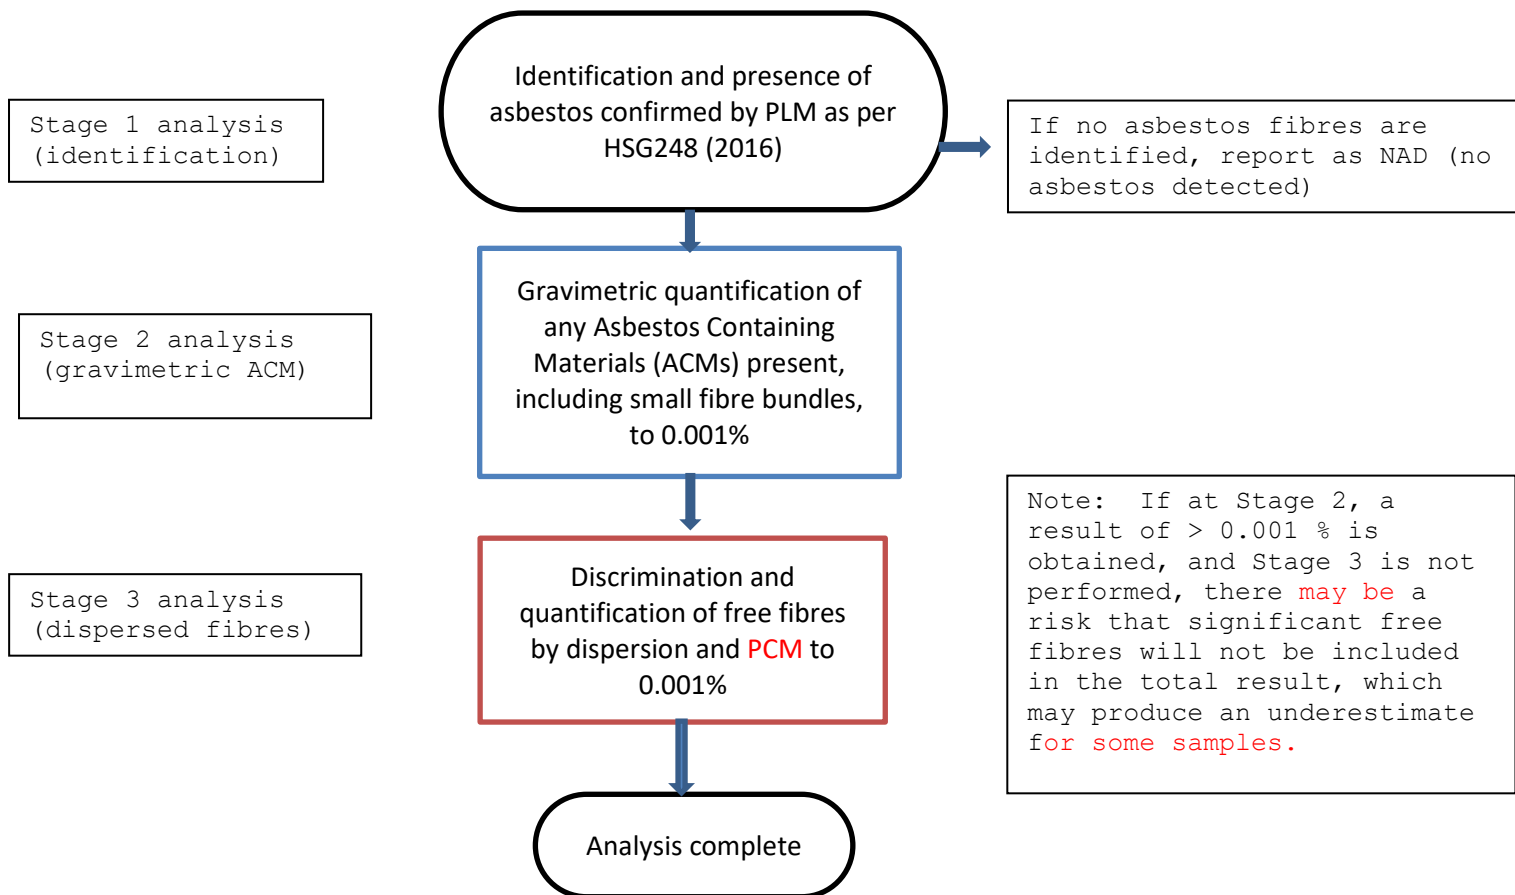 Identification and presence of
asbestos confirmed by PLM as per
HSG248 (2016)
Stage 1 analysis
(identification)
If no asbestos fibres are
identified, report as NAD (no
asbestos detected)
Gravimetric quantification of
any Asbestos Containing
Materials (ACMs) present,
including small fibre bundles,
to 0.001%
Stage 2 analysis
(gravimetric ACM)
Discrimination and
quantification of free fibres
by dispersion and PCM to
0.001%
Stage 3 analysis
(dispersed fibres)
Note:  If at Stage 2, a
result of > 0.001 % is
obtained, and Stage 3 is not
performed, there may be a
risk that significant free
fibres will not be included
in the total result, which
may produce an underestimate
for some samples.
Analysis complete